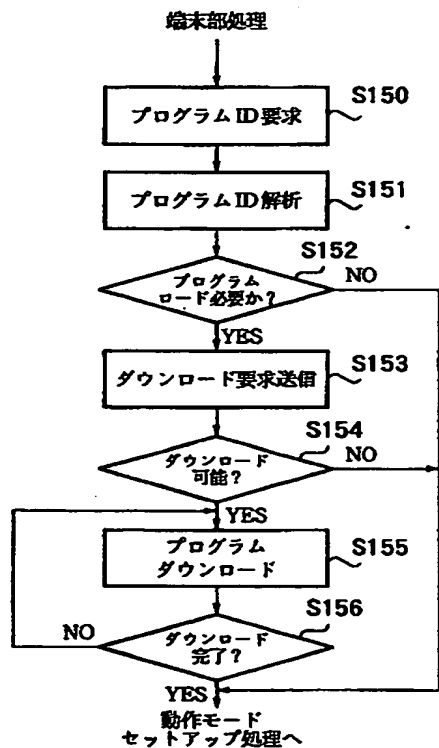 端末部処理
S150
プログラムID要求
S151
プログラムID解析
S152
プログラム
ロード必要か？
NO
YES
S153
ダウンロード要求送信
S154
ダウンロード
可能？
NO
YES
S155
プログラム
ダウンロード
S156
ダウンロード
完了？
NO
YES
動作モード
セットアップ処理へ